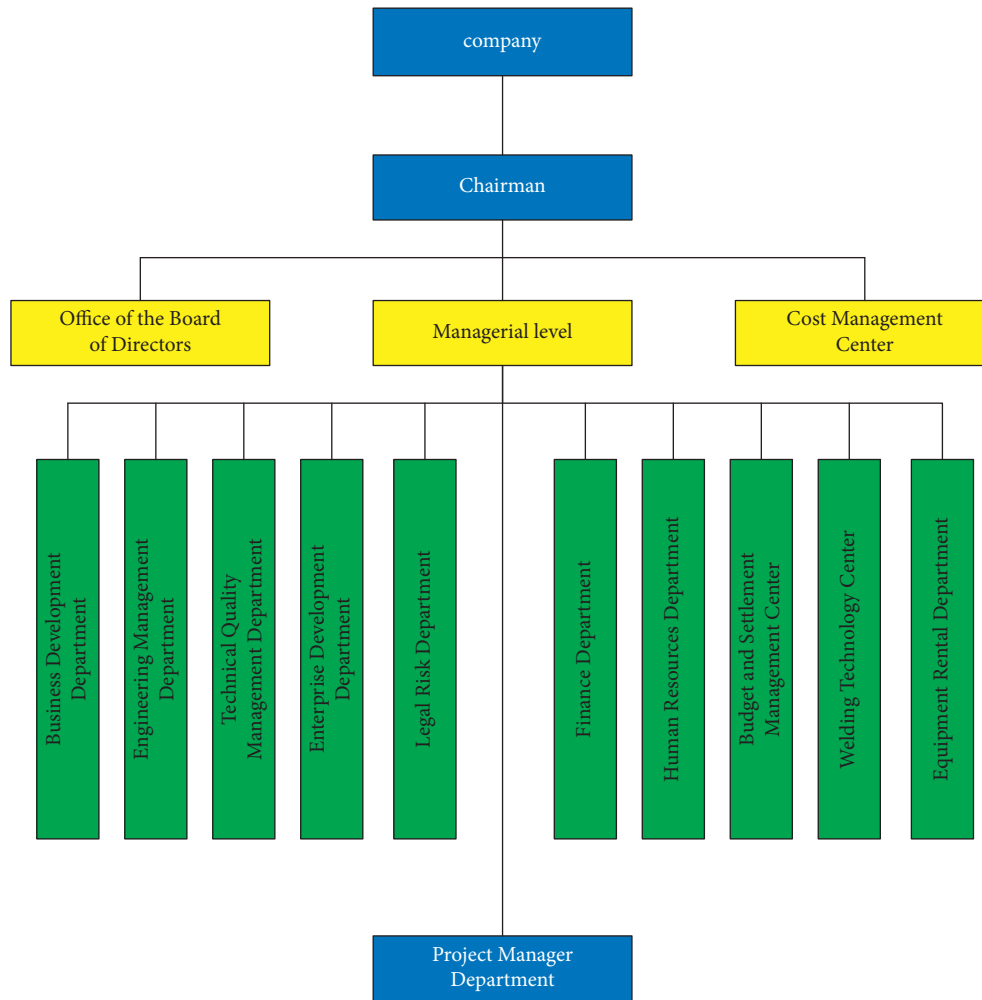 company
Chairman
Office of the Board
of Directors
Managerial level
Cost Management
Center
Business Development
Department
Engineering Management
Department
Technical Quality
Management Department
Enterprise Development
Department
Legal Risk Department
Finance Department
Human Resources Department
Budget and Settlement
Management Center
Welding Technology Center
Equipment Rental Department
Project Manager
Department